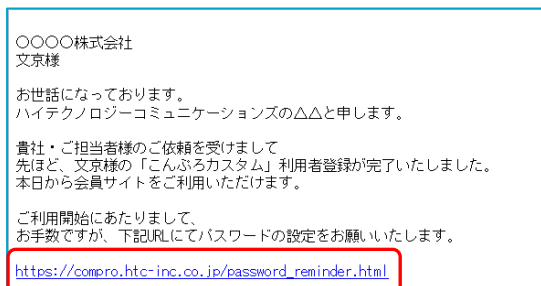 〇〇〇〇株式会社
文京様
お世話になっております。
ハイテクノロジーコミュニケーションズの△△と申します。
貴社・ご担当者様のご依頼を受けまして
先ほど、文京様の「こんぷろカスタム」利用者登録が完了いたしました。
本日から会員サイトをご利用いただけます。
ご利用開始にあたりまして、
お手数ですが、下記URLにてパスワードの設定をお願いいたします。
https://compro.htc-inc.co.jp/password_reminder.html